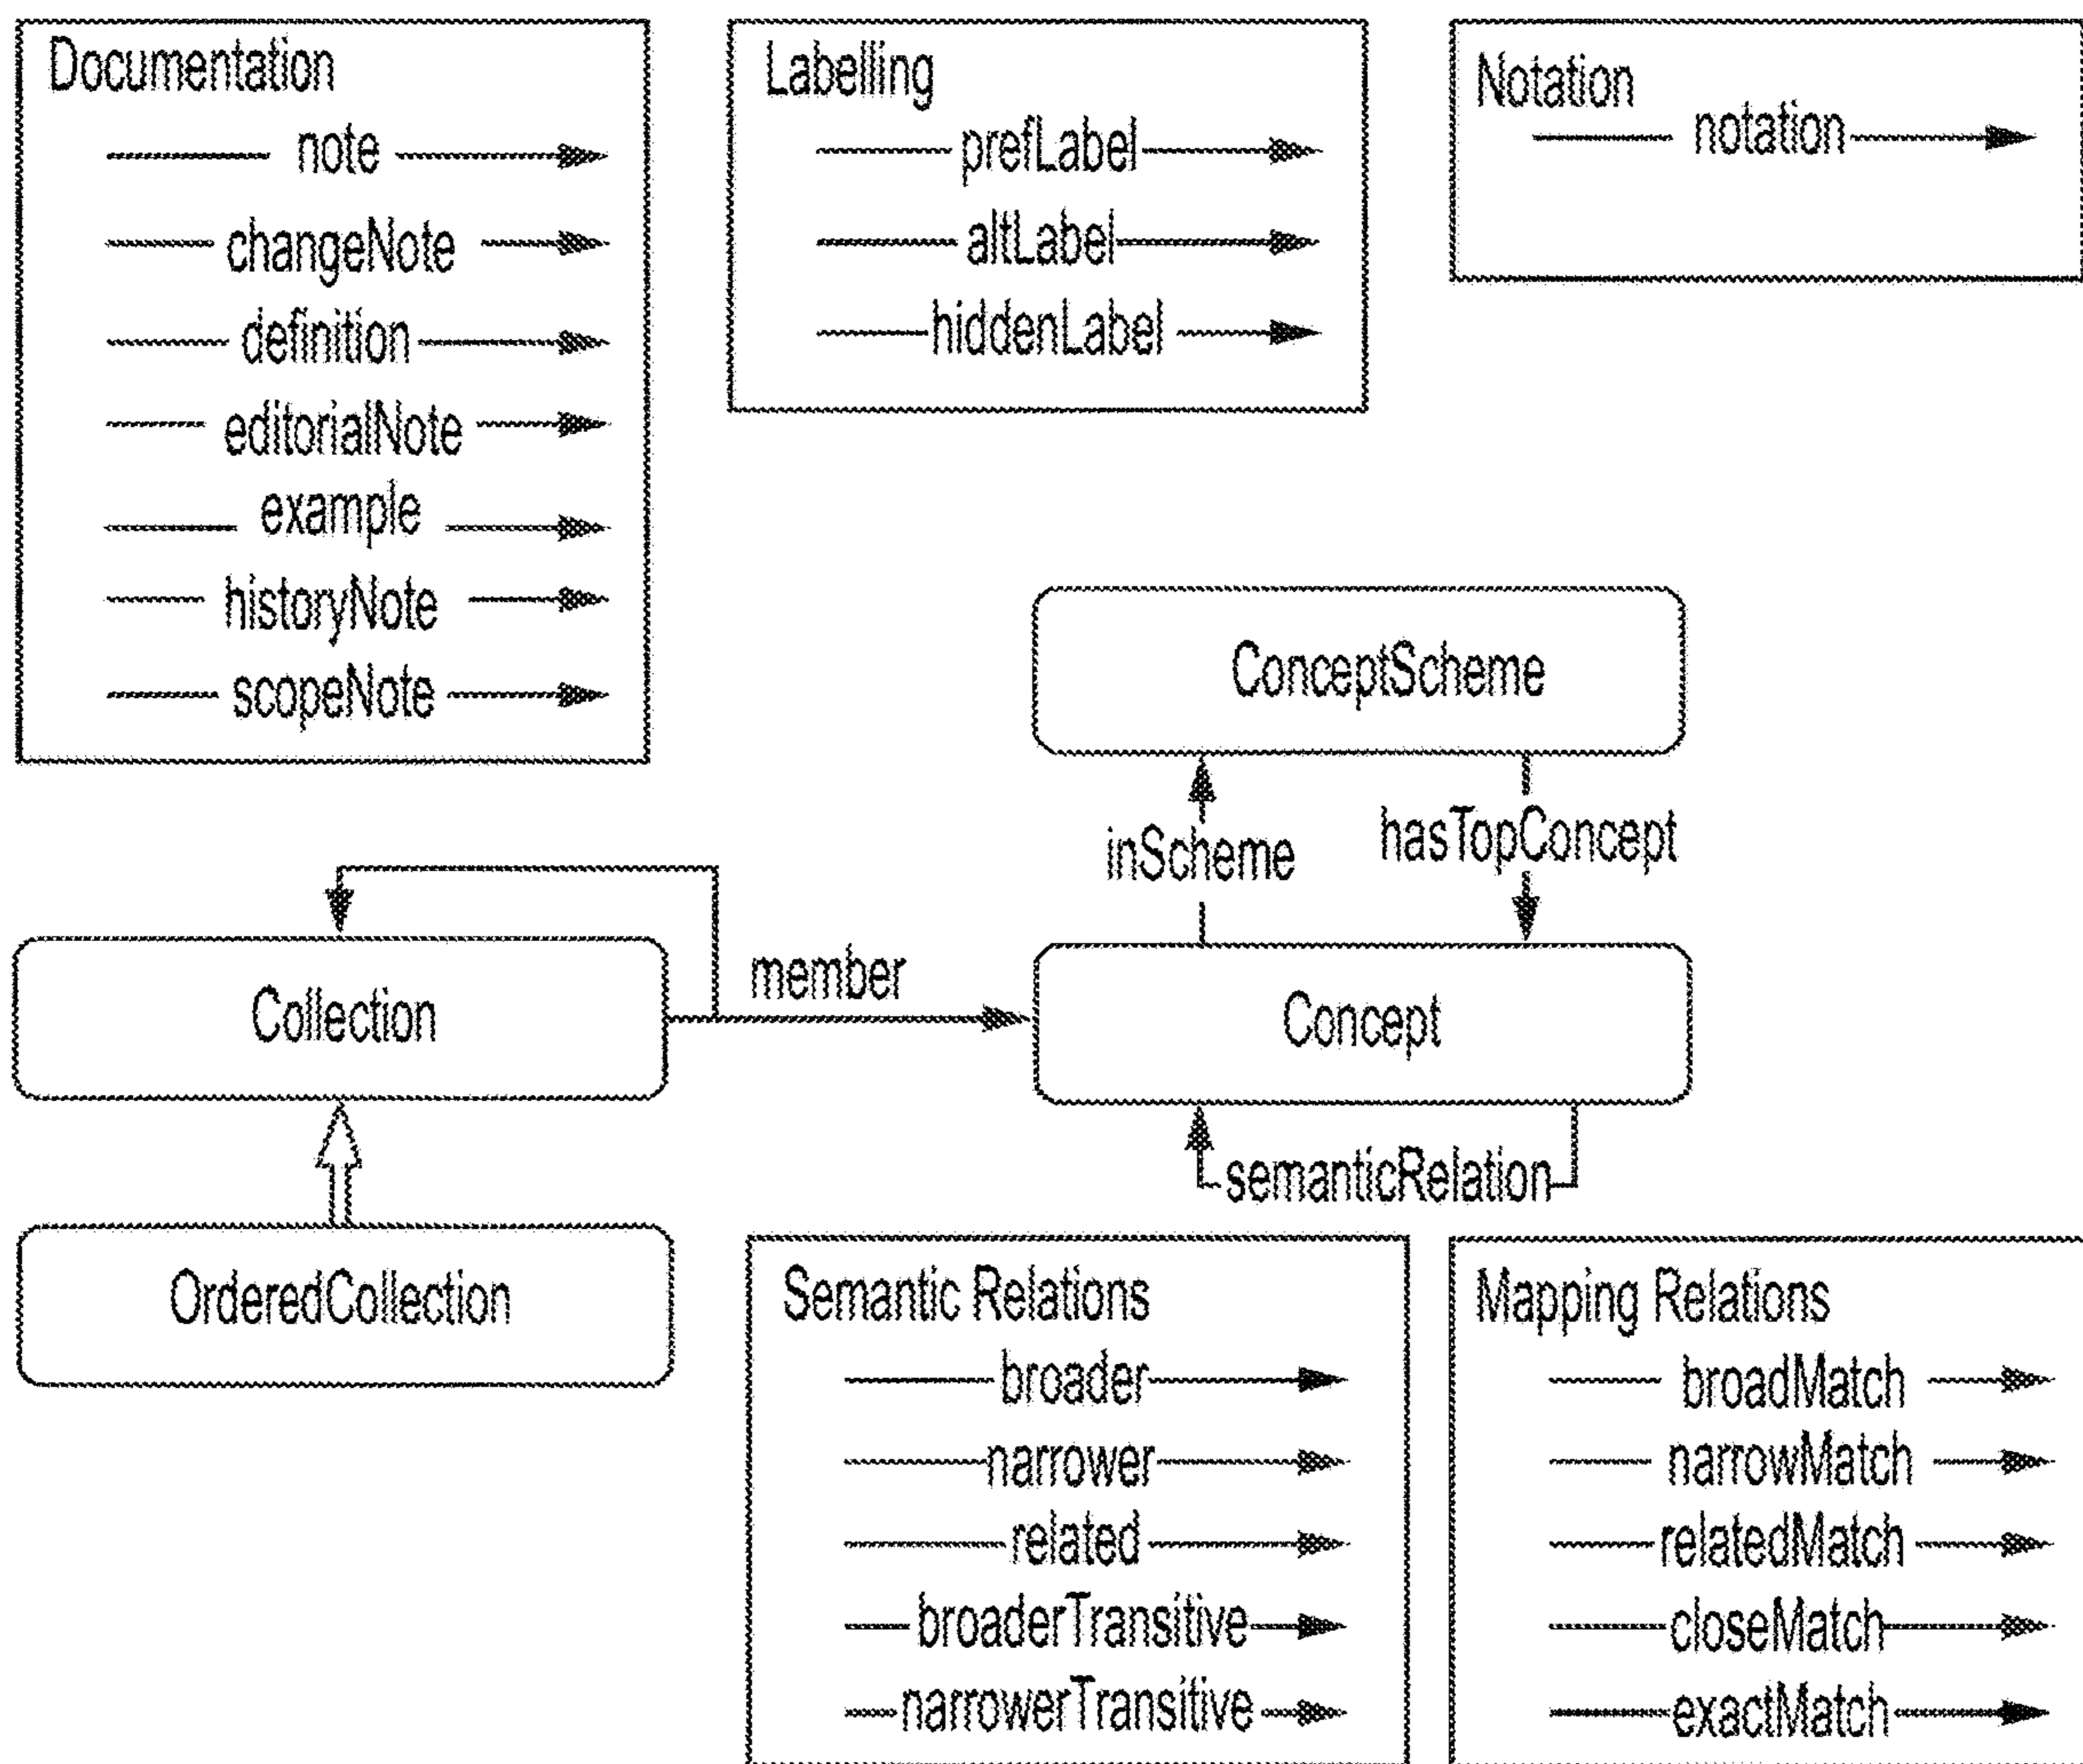 Documentation
note
changeNote
definition
editorialNote
example
historyNote
scopeNote
Labelling
prefLabel
altLabel
hiddenLabel
Notation
notation
ConceptScheme
inScheme
hasTopConcept
Collection
member
Concept
semanticRelation
OrderedCollection
Semantic Relations
broader
narrower
related
broaderTransitive
narrowerTransitive
Mapping Relations
broadMatch
narrowMatch
relatedMatch
closeMatch
exactMatch